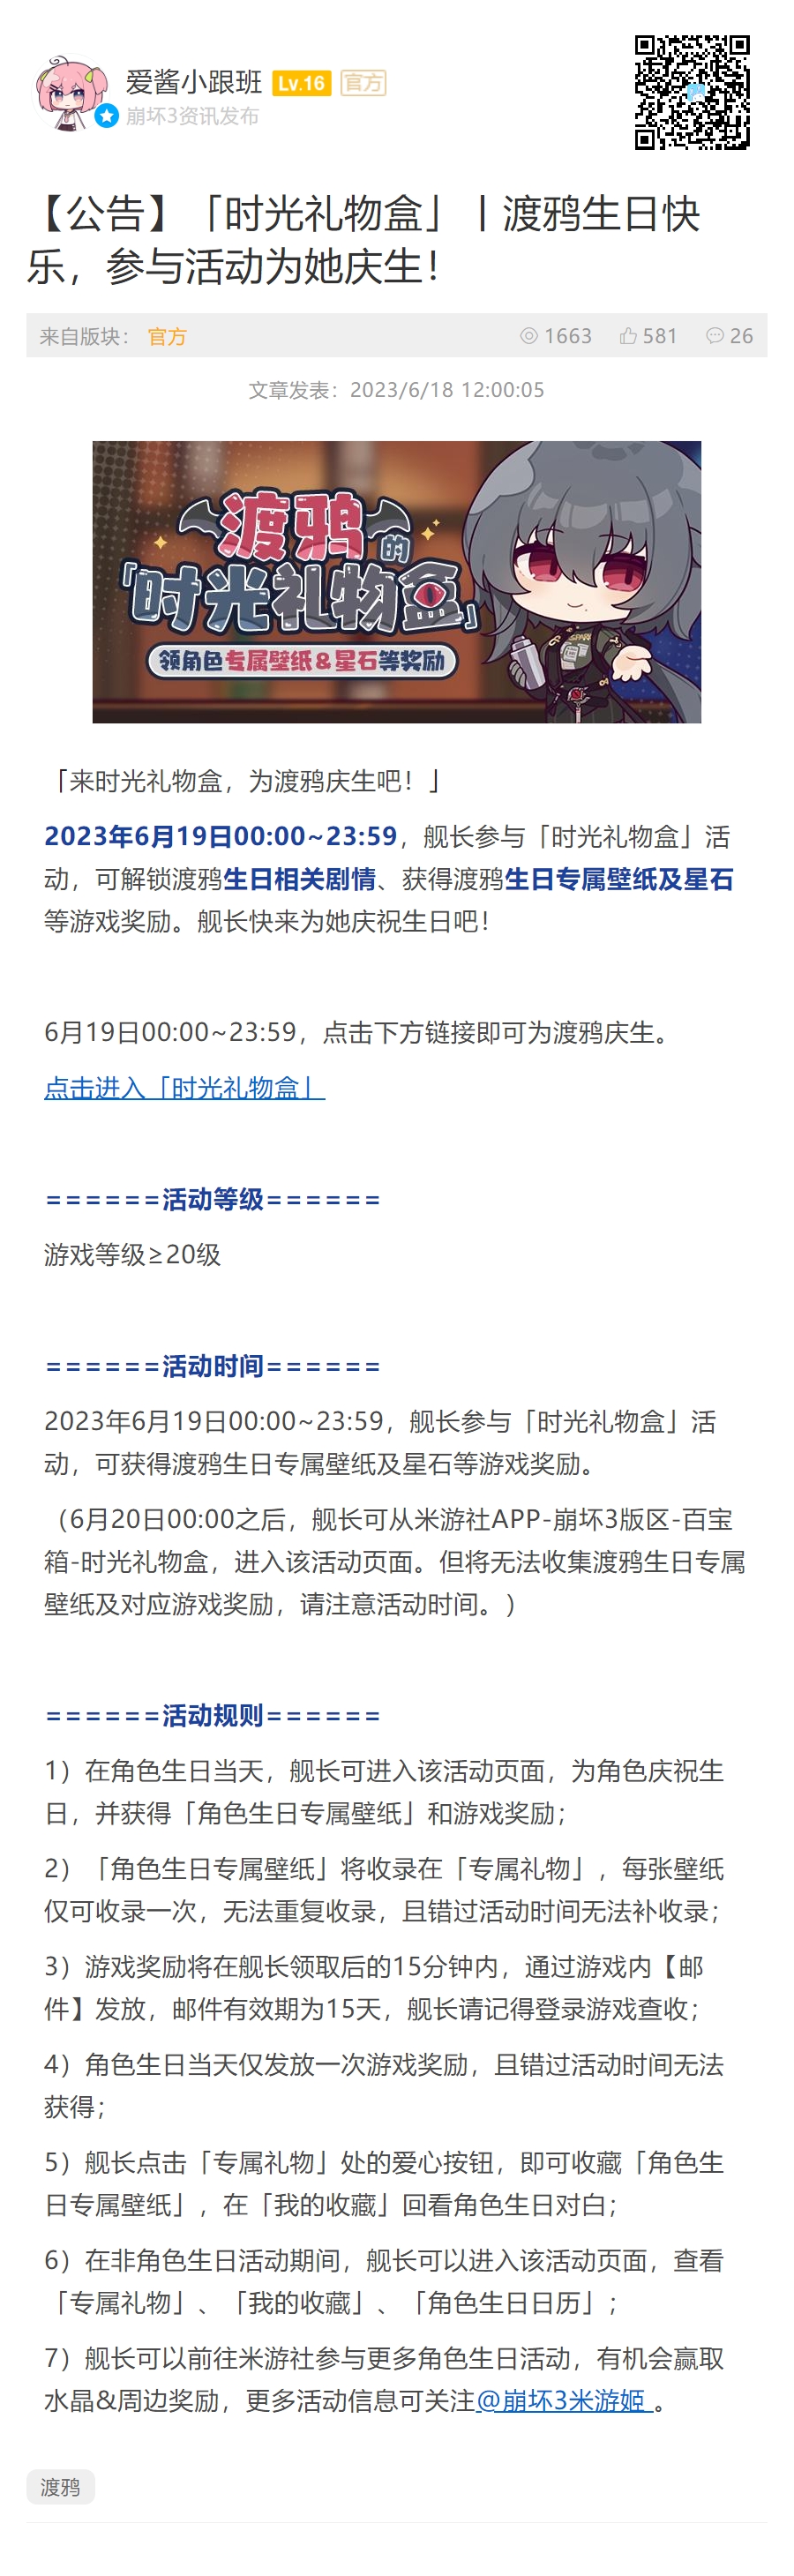 爱酱小跟班 Lv.16 官方
崩坏3资讯发布
【公告】「时光礼物盒」丨渡鸦生日快
乐，参与活动为她庆生！
来自版块： 官方 1663 581 26
文章发表：2023/6/18 12:00:05
渡鸦的
「时光礼物盒」
领角色专属壁纸&星石等奖励
「来时光礼物盒，为渡鸦庆生吧！」
2023年6月19日00:00~23:59，舰长参与「时光礼物盒」活
动，可解锁渡鸦生日相关剧情、获得渡鸦生日专属壁纸及星石
等游戏奖励。舰长快来为她庆祝生日吧！
6月19日00:00~23:59，点击下方链接即可为渡鸦庆生。
点击进入「时光礼物盒」
======活动等级======
游戏等级≥20级
======活动时间======
2023年6月19日00:00~23:59，舰长参与「时光礼物盒」活
动，可获得渡鸦生日专属壁纸及星石等游戏奖励。
（6月20日00:00之后，舰长可从米游社APP-崩坏3版区-百宝
箱-时光礼物盒，进入该活动页面。但将无法收集渡鸦生日专属
壁纸及对应游戏奖励，请注意活动时间。）
======活动规则======
1）在角色生日当天，舰长可进入该活动页面，为角色庆祝生
日，并获得「角色生日专属壁纸」和游戏奖励；
2）「角色生日专属壁纸」将收录在「专属礼物」，每张壁纸
仅可收录一次，无法重复收录，且错过活动时间无法补收录；
3）游戏奖励将在舰长领取后的15分钟内，通过游戏内【邮
件】发放，邮件有效期为15天，舰长请记得登录游戏查收；
4）角色生日当天仅发放一次游戏奖励，且错过活动时间无法
获得；
5）舰长点击「专属礼物」处的爱心按钮，即可收藏「角色生
日专属壁纸」，在「我的收藏」回看角色生日对白；
6）在非角色生日活动期间，舰长可以进入该活动页面，查看
「专属礼物」、「我的收藏」、「角色生日日历」；
7）舰长可以前往米游社参与更多角色生日活动，有机会赢取
水晶&周边奖励，更多活动信息可关注@崩坏3米游姬 。
渡鸦